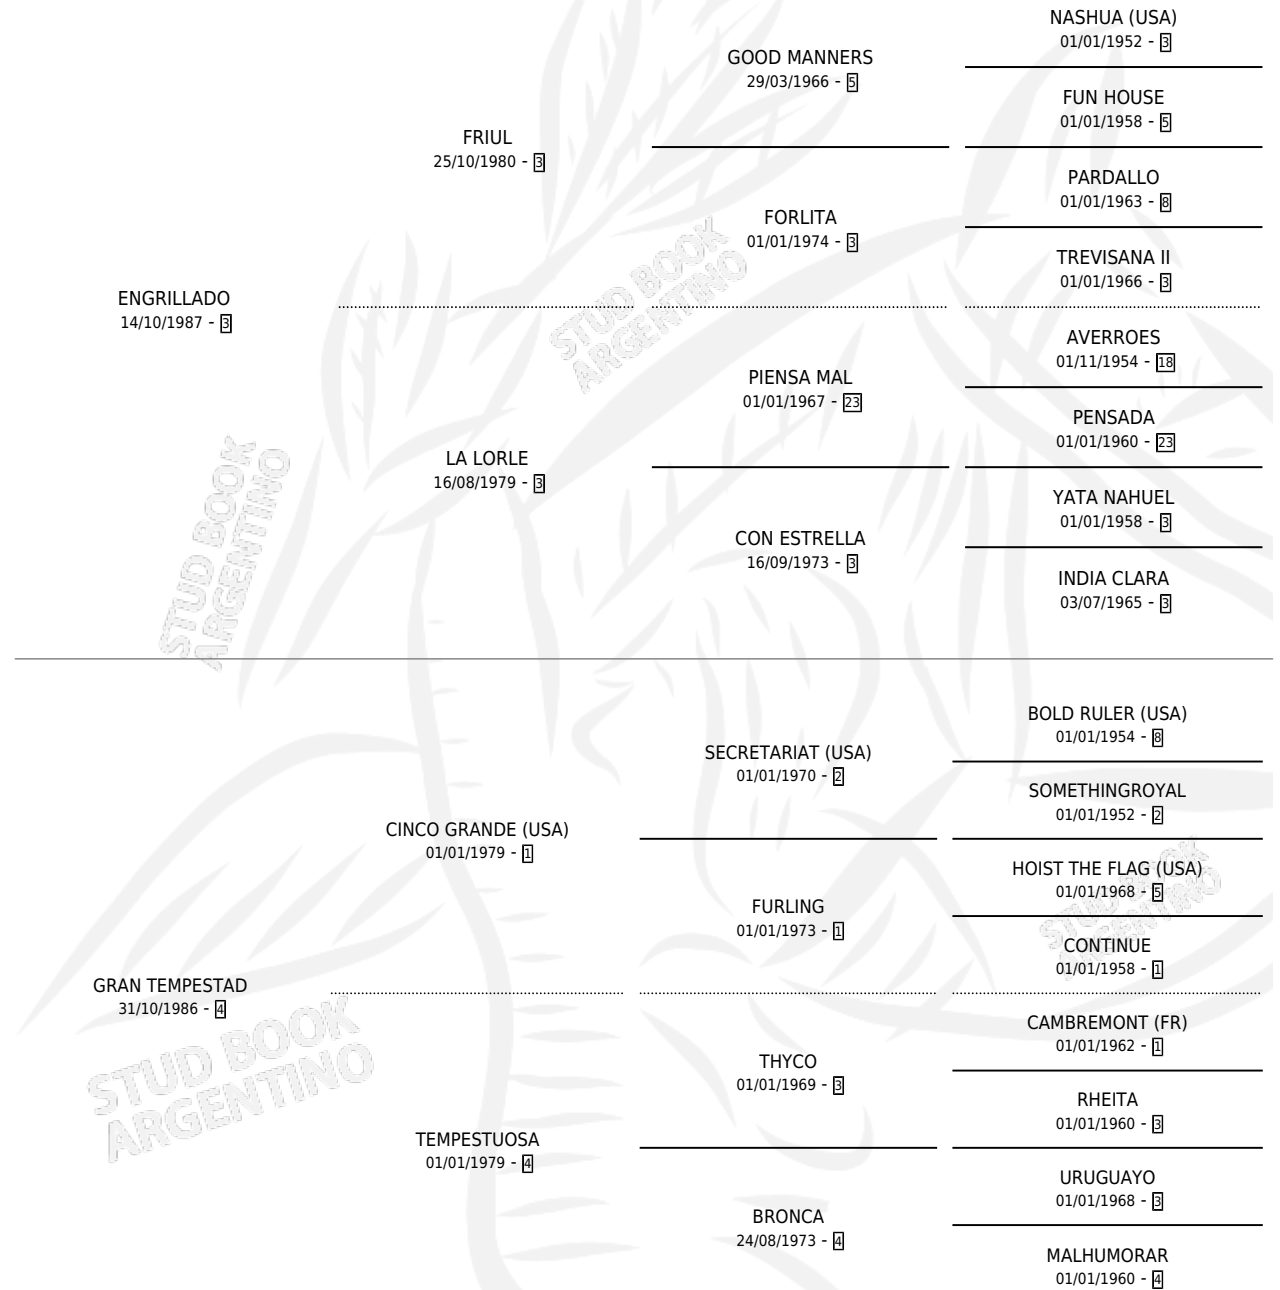 NASHUA (USA)
01/01/1952 - 3
GOOD MANNERS
29/03/1966 - 5
FUN HOUSE
01/01/1958 - 5
FRIUL
25/10/1980 - 3
PARDALLO
01/01/1963 - 8
FORLITA
01/01/1974 - 3
TREVISANA II
01/01/1966 - 3
STUD BOOK
ARGENTINO
ENGRILLADO
14/10/1987 - 3
AVERROES
01/11/1954 - 18
PIENSA MAL
01/01/1967 - 23
PENSADA
01/01/1960 - 23
LA LORLE
16/08/1979 - 3
YATA NAHUEL
01/01/1958 - 3
CON ESTRELLA
16/09/1973 - 3
INDIA CLARA
03/07/1965 - 3
STUD BOOK
ARGENTINO
BOLD RULER (USA)
01/01/1954 - 8
SECRETARIAT (USA)
01/01/1970 - 2
SOMETHINGROYAL
01/01/1952 - 2
CINCO GRANDE (USA)
01/01/1979 - 1
HOIST THE FLAG (USA)
01/01/1968 - 5
FURLING
01/01/1973 - 1
CONTINUE
01/01/1958 - 1
STUD BOOK
ARGENTINO
GRAN TEMPESTAD
31/10/1986 - 4
CAMBREMONT (FR)
01/01/1962 - 1
THYCO
01/01/1969 - 3
RHEITA
01/01/1960 - 3
STUD BOOK
ARGENTINO
TEMPESTUOSA
01/01/1979 - 4
URUGUAYO
01/01/1968 - 3
BRONCA
24/08/1973 - 4
MALHUMORAR
01/01/1960 - 4